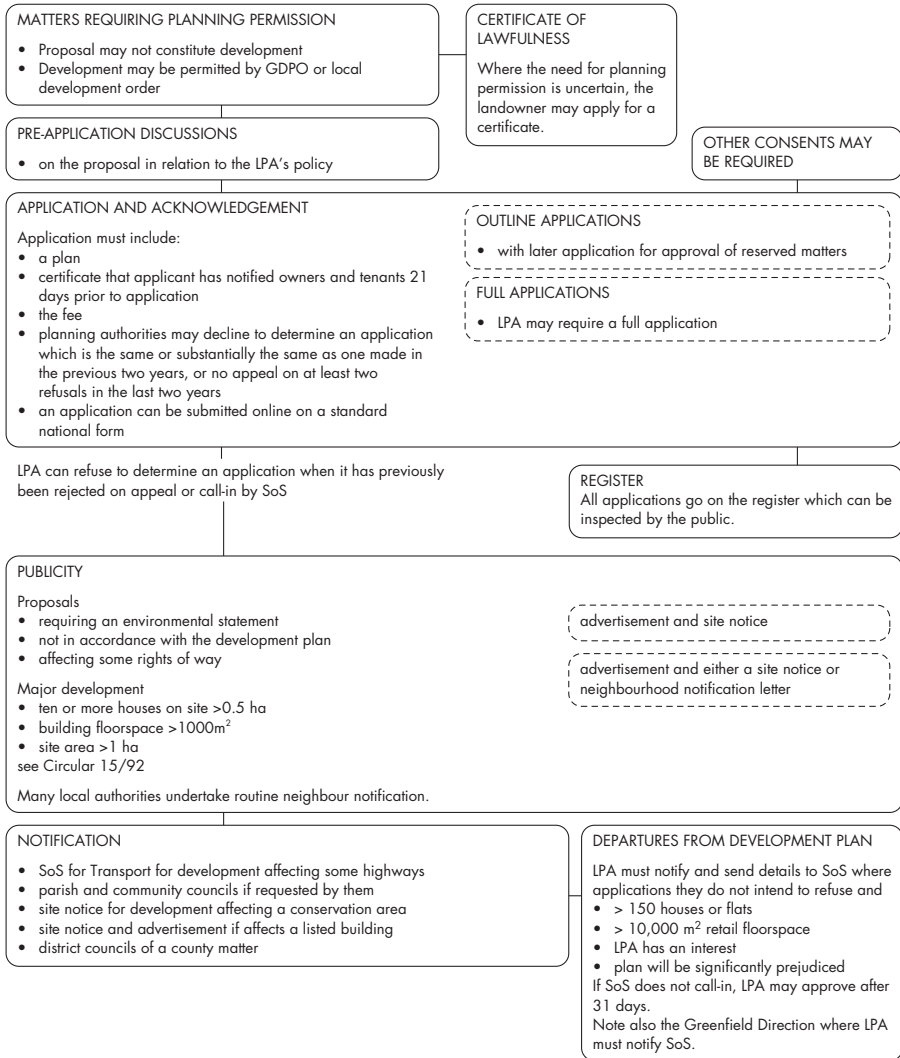 MATTERS REQUIRING PLANNING PERMISSION
• Proposal may not constitute development
• Development may be permitted by GDPO or local
development order
CERTIFICATE OF
LAWFULNESS
Where the need for planning
permission is uncertain, the
landowner may apply for a
certificate.
PRE-APPLICATION DISCUSSIONS
• on the proposal in relation to the LPA's policy
OTHER CONSENTS MAY
BE REQUIRED
APPLICATION AND ACKNOWLEDGEMENT
Application must include:
• a plan
• certificate that applicant has notified owners and tenants 21
days prior to application
• the fee
• planning authorities may decline to determine an application
which is the same or substantially the same as one made in
the previous two years, or no appeal on at least two
refusals in the last two years
• an application can be submitted online on a standard
national form
OUTLINE APPLICATIONS
• with later application for approval of reserved matters
FULL APPLICATIONS
• LPA may require a full application
LPA can refuse to determine an application when it has previously
been rejected on appeal or call-in by SoS
REGISTER
All applications go on the register which can be
inspected by the public.
PUBLICITY
Proposals
• requiring an environmental statement
• not in accordance with the development plan
• affecting some rights of way
Major development
• ten or more houses on site >0.5 ha
• building floorspace >1000m²
• site area >1 ha
see Circular 15/92
Many local authorities undertake routine neighbour notification.
advertisement and site notice
advertisement and either a site notice or
neighbourhood notification letter
NOTIFICATION
• SoS for Transport for development affecting some highways
• parish and community councils if requested by them
• site notice for development affecting a conservation area
• site notice and advertisement if affects a listed building
• district councils of a county matter
DEPARTURES FROM DEVELOPMENT PLAN
LPA must notify and send details to SoS where
applications they do not intend to refuse and
• > 150 houses or flats
• > 10,000 m² retail floorspace
• LPA has an interest
• plan will be significantly prejudiced
If SoS does not call-in, LPA may approve after
31 days.
Note also the Greenfield Direction where LPA
must notify SoS.